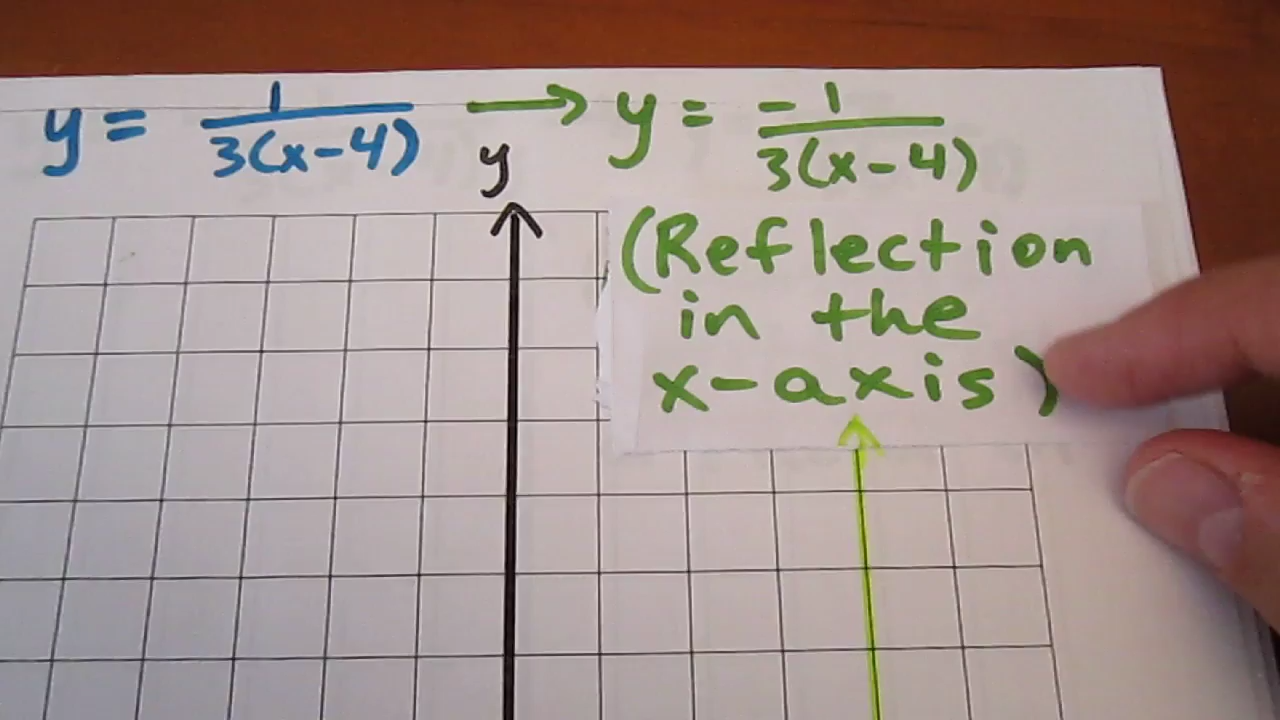 y = 1/3(x-4) → y = -1/3(x-4)
y
(Reflection
in the
x-axis)